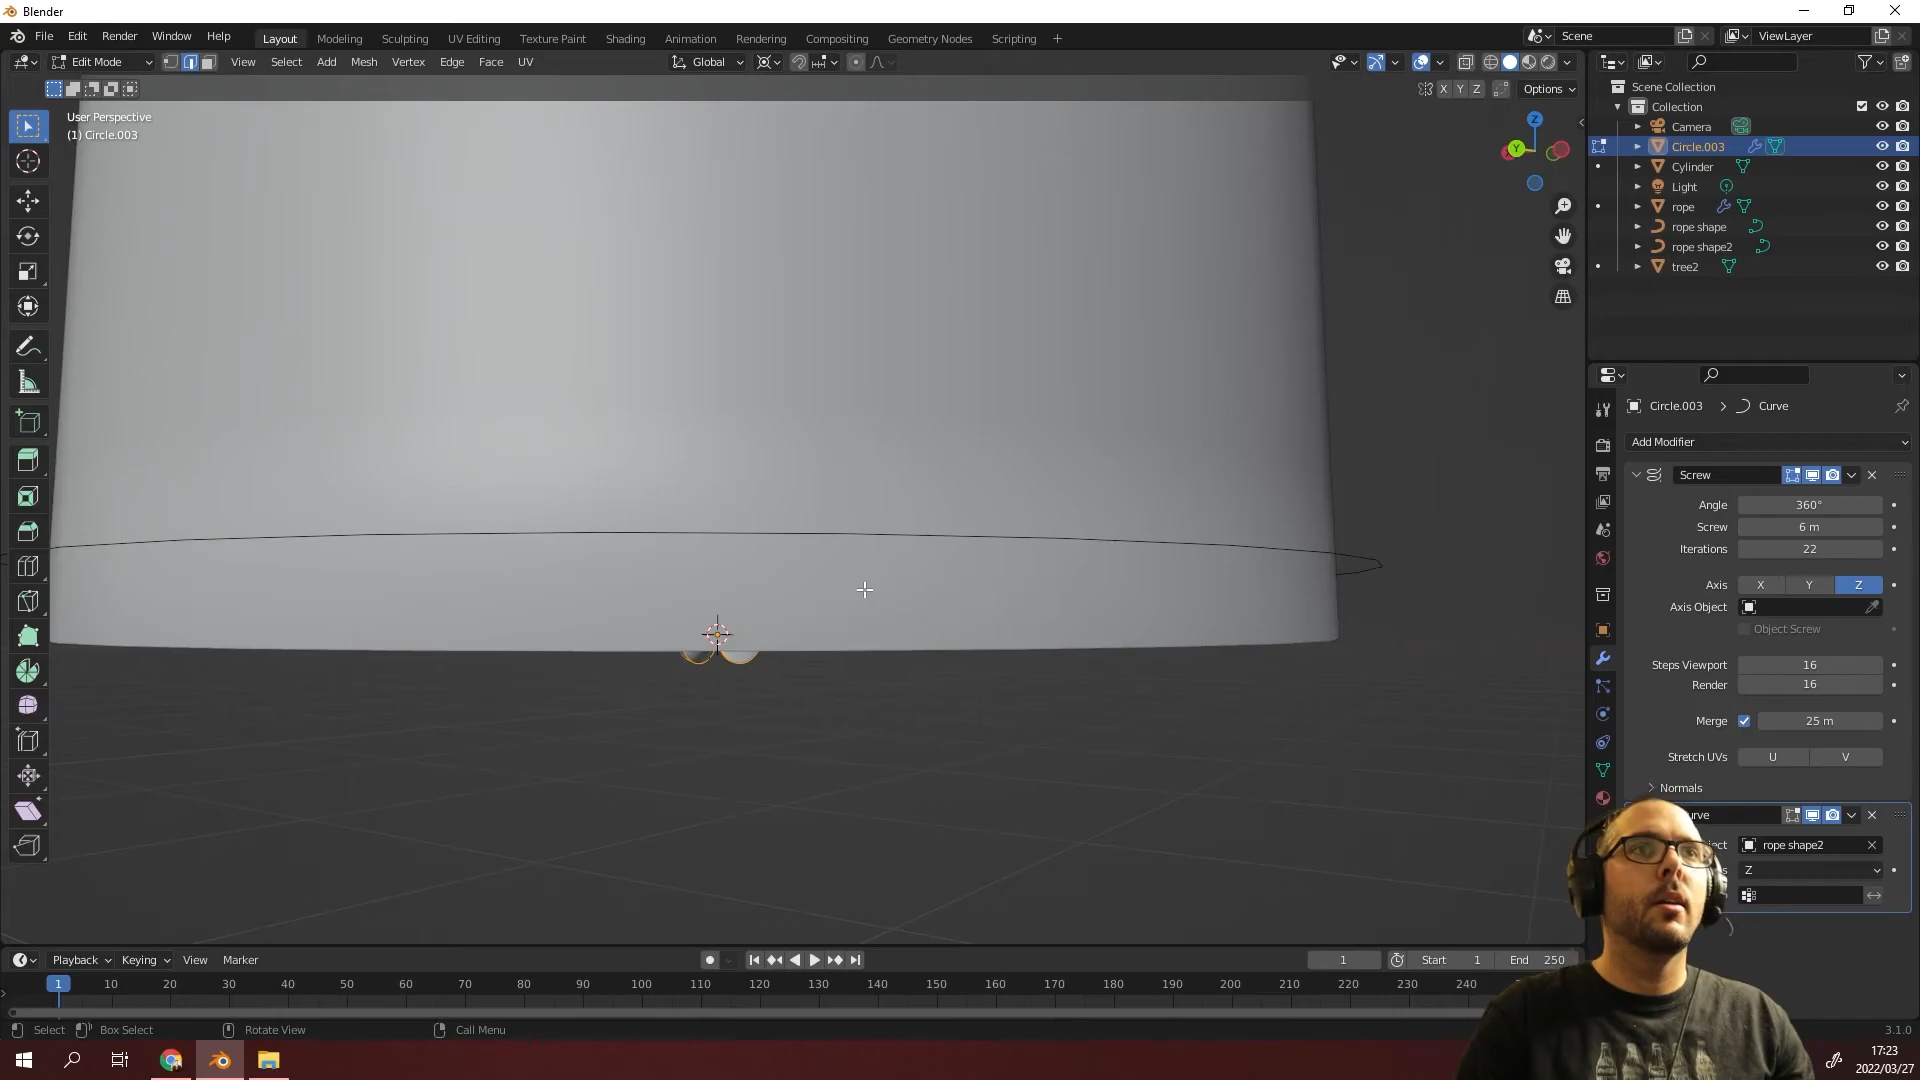 Blender
File Edit Render Window Help
Layout Modeling Sculpting UV Editing Texture Paint Shading Animation Rendering Compositing Geometry Nodes Scripting +
Scene
ViewLayer
Edit Mode
View Select Add Mesh Vertex Edge Face UV
Global
X Y Z
Options
User Perspective
(1) Circle.003
Z
Y
Scene Collection
Collection
Camera
Circle.003
Cylinder
Light
rope
rope shape
rope shape2
tree2
Circle.003 > Curve
Add Modifier
Screw
Angle 360°
Screw 6 m
Iterations 22
Axis X Y Z
Axis Object
Object Screw
Steps Viewport 16
Render 16
Merge 25 m
Stretch UVs U V
Normals
rope shape2
Z
Playback Keying View Marker
1
Start 1
End 250
1 10 20 30 40 50 60 70 80 90 100 110 120 130 140 150 160 170 180 190 200 210 220 230 240
Select Box Select Rotate View Call Menu
3.1.0
17:23
2022/03/27